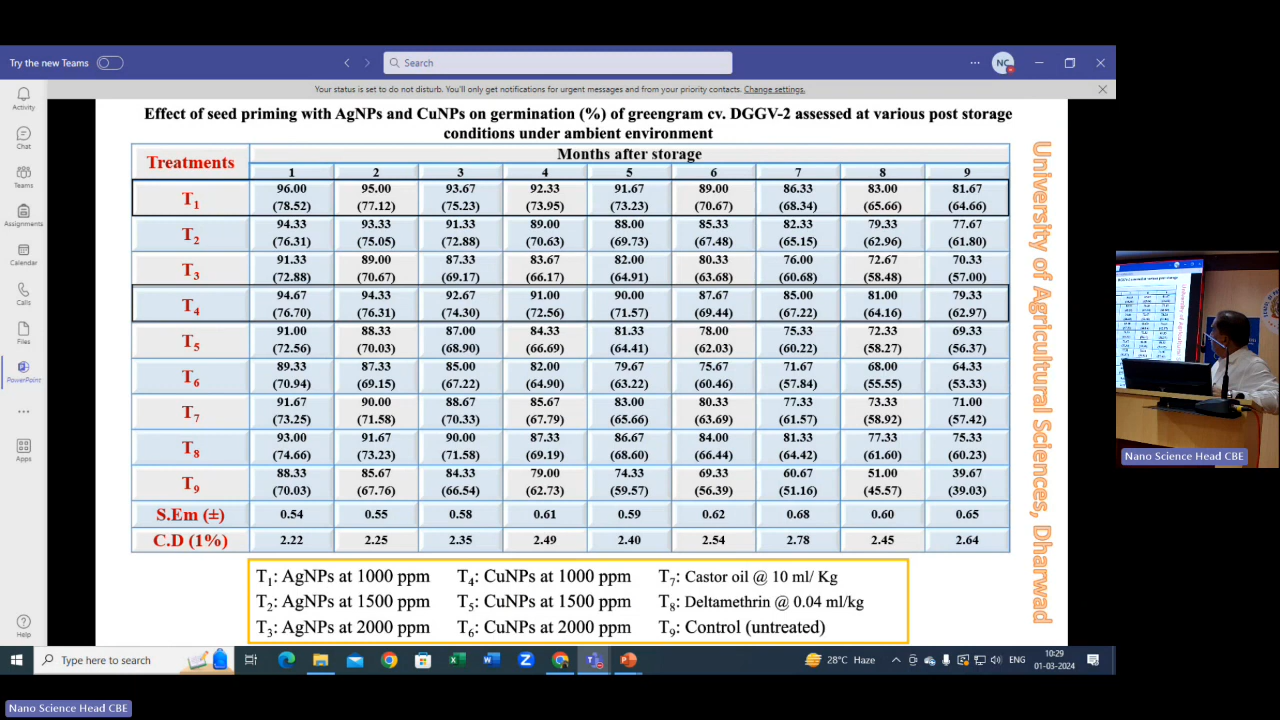 Try the new Teams
Search
NC
Your status is set to do not disturb. You'll only get notifications for urgent messages and from your priority contacts. Change settings.
Activity
Chat
Teams
Assignments
Calendar
Calls
Files
PowerPoint
Apps
Help
Effect of seed priming with AgNPs and CuNPs on germination (%) of greengram cv. DGGV-2 assessed at various post storage
conditions under ambient environment
Treatments
Months after storage
1 2 3 4 5 6 7 8 9
T1 96.00 95.00 93.67 92.33 91.67 89.00 86.33 83.00 81.67
(78.52) (77.12) (75.23) (73.95) (73.23) (70.67) (68.34) (65.66) (64.66)
T2 94.33 93.33 91.33 89.00 88.00 85.33 82.33 79.33 77.67
(76.31) (75.05) (72.88) (70.63) (69.73) (67.48) (65.15) (62.96) (61.80)
T3 91.33 89.00 87.33 83.67 82.00 80.33 76.00 72.67 70.33
(72.88) (70.67) (69.17) (66.17) (64.91) (63.68) (60.68) (58.48) (57.00)
T4 94.67 94.33 92.67 91.00 90.00 87.67 85.00 81.00 79.33
(76.70) (76.31) (74.30) (72.56) (71.57) (69.44) (67.22) (64.16) (62.97)
T5 91.00 88.33 87.00 84.33 81.33 78.00 75.33 72.33 69.33
(72.56) (70.03) (68.87) (66.69) (64.41) (62.03) (60.22) (58.27) (56.37)
T6 89.33 87.33 85.00 82.00 79.67 75.67 71.67 68.00 64.33
(70.94) (69.15) (67.22) (64.90) (63.22) (60.46) (57.84) (55.55) (53.33)
T7 91.67 90.00 88.67 85.67 83.00 80.33 77.33 73.33 71.00
(73.25) (71.58) (70.33) (67.79) (65.66) (63.69) (61.57) (58.92) (57.42)
T8 93.00 91.67 90.00 87.33 86.67 84.00 81.33 77.33 75.33
(74.66) (73.23) (71.58) (69.19) (68.60) (66.44) (64.42) (61.60) (60.23)
T9 88.33 85.67 84.33 79.00 74.33 69.33 60.67 51.00 39.67
(70.03) (67.76) (66.54) (62.73) (59.57) (56.39) (51.16) (45.57) (39.03)
S.Em (±) 0.54 0.55 0.58 0.61 0.59 0.62 0.68 0.60 0.65
C.D (1%) 2.22 2.25 2.35 2.49 2.40 2.54 2.78 2.45 2.64
T1: AgNPs at 1000 ppm T4: CuNPs at 1000 ppm T7: Castor oil @ 10 ml/ Kg
T2: AgNPs at 1500 ppm T5: CuNPs at 1500 ppm T8: Deltamethrin @ 0.04 ml/kg
T3: AgNPs at 2000 ppm T6: CuNPs at 2000 ppm T9: Control (untreated)
University of Agricultural Sciences, Dharwad
Nano Science Head CBE
Type here to search
28°C Haze
ENG
10:29
01-03-2024
Nano Science Head CBE